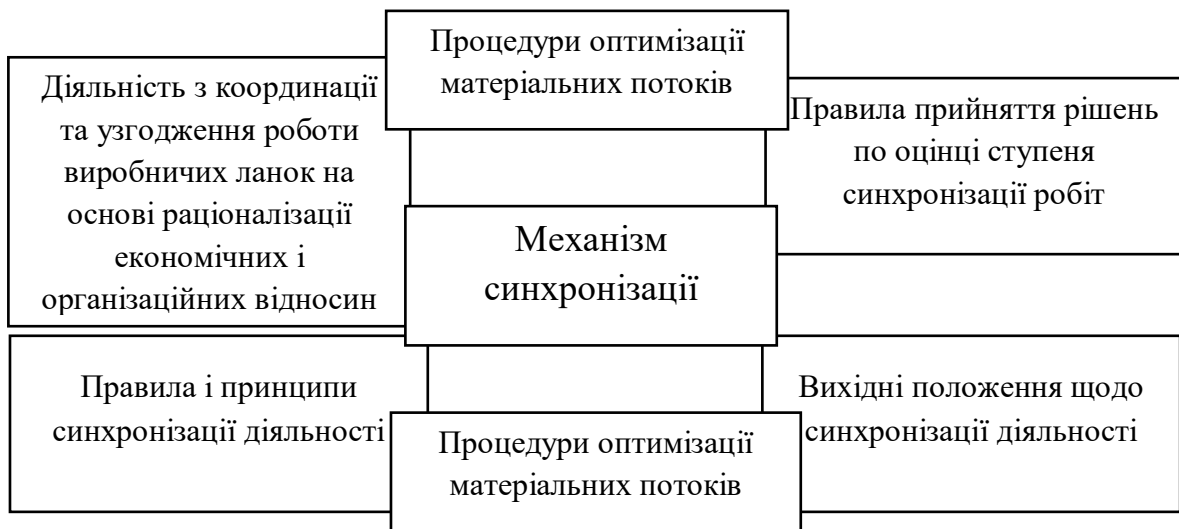 Процедури оптимізації
матеріальних потоків
Діяльність з координації
та узгодження роботи
виробничих ланок на
основі раціоналізації
економічних і
організаційних відносин
Правила прийняття рішень
по оцінці ступеня
синхронізації робіт
Механізм
синхронізації
Правила і принципи
синхронізації діяльності
Вихідні положення щодо
синхронізації діяльності
Процедури оптимізації
матеріальних потоків